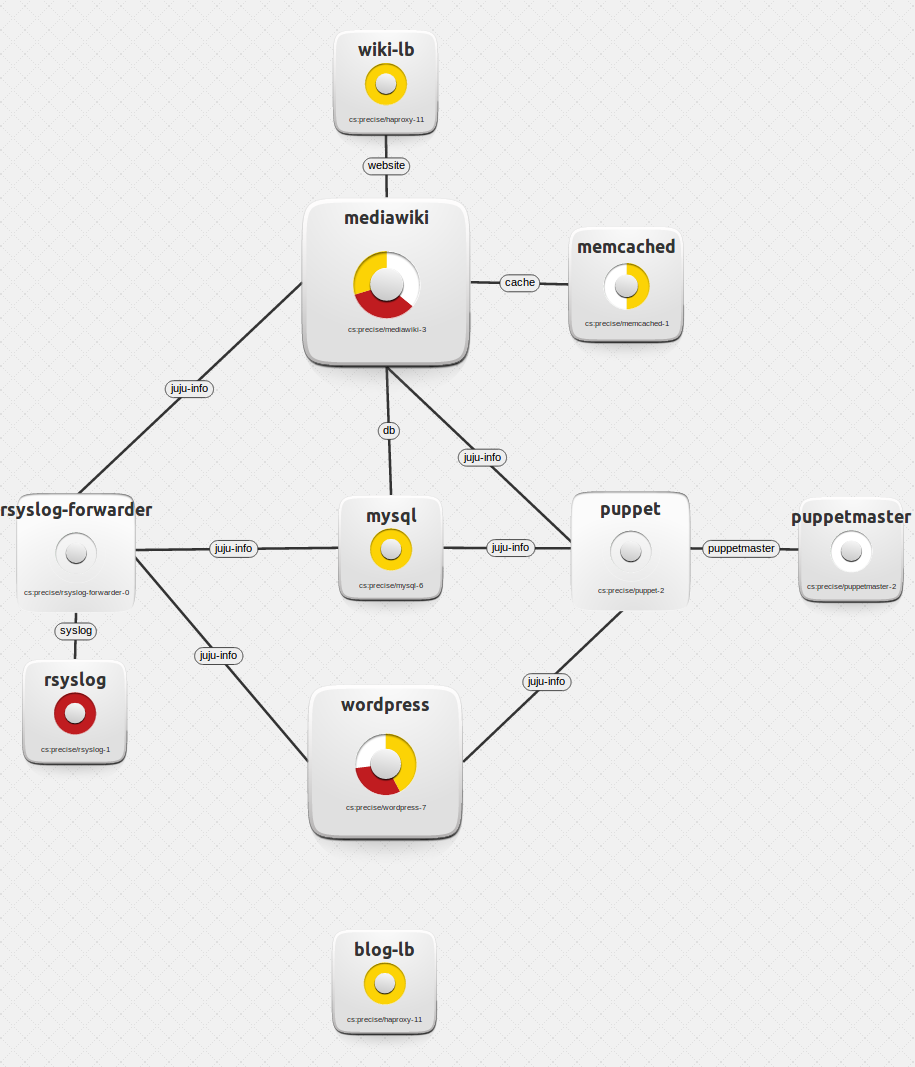 wiki-lb
cs:precise/haproxy-11
website
mediawiki
cs:precise/mediawiki-3
cache
memcached
cs:precise/memcached-1
juju-info
db
juju-info
rsyslog-forwarder
cs:precise/rsyslog-forwarder-0
juju-info
mysql
cs:precise/mysql-6
juju-info
puppet
cs:precise/puppet-2
puppetmaster
puppetmaster
cs:precise/puppetmaster-2
syslog
juju-info
juju-info
rsyslog
cs:precise/rsyslog-1
wordpress
cs:precise/wordpress-7
blog-lb
cs:precise/haproxy-11